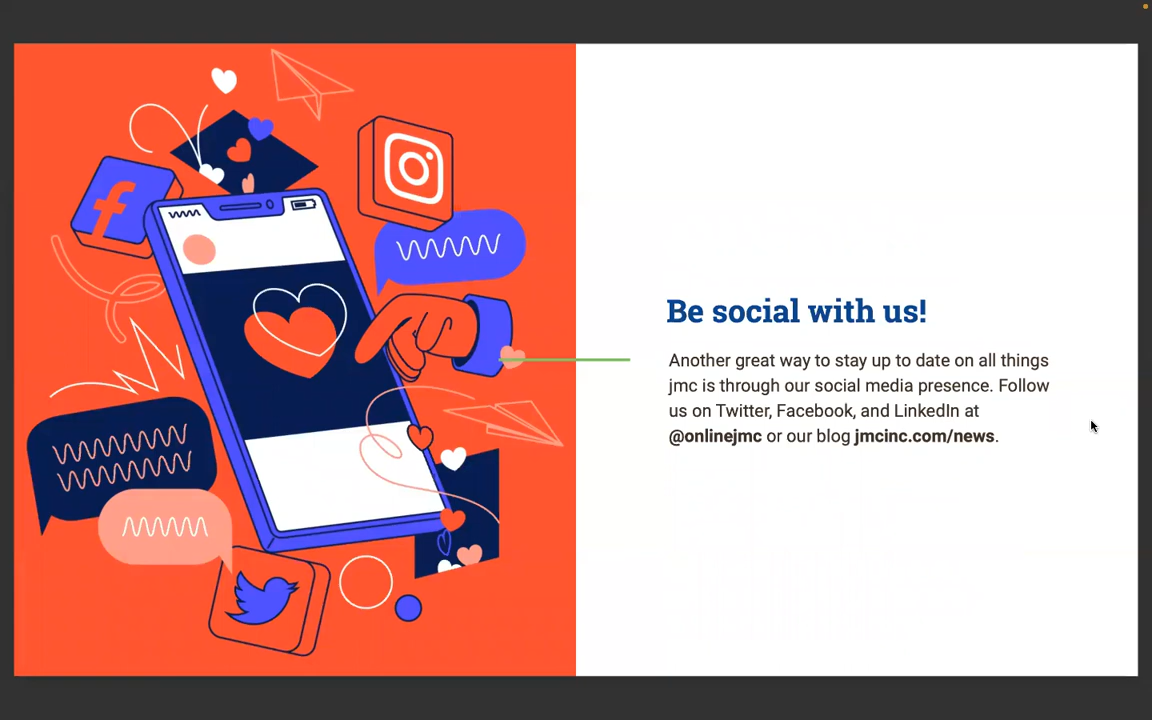 Be social with us!
Another great way to stay up to date on all things
jmc is through our social media presence. Follow
us on Twitter, Facebook, and LinkedIn at
@onlinejmc or our blog jmcinc.com/news.